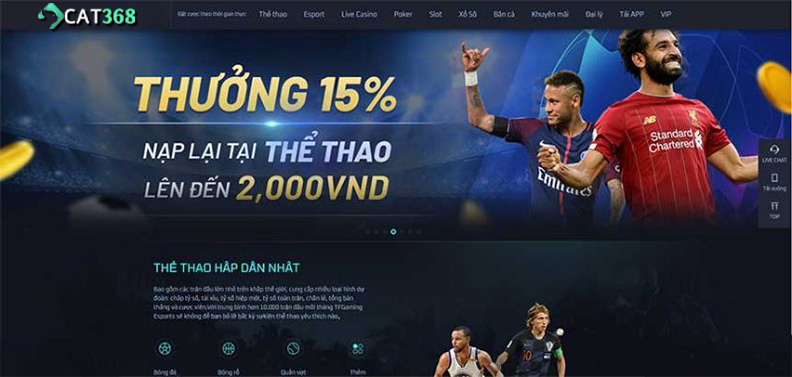 CAT368
Bắt cược theo thời gian thực Thể thao Esport Live Casino Poker Slot Xổ Số Bắn cá Khuyến mãi Đại lý Tải APP VIP
THƯỞNG 15%
NẠP LẠI TẠI THỂ THAO
LÊN ĐẾN 2,000VND
Fly
Emirates
NB
Standard
Chartered
LIVE CHAT
Tải xuống
TOP
THỂ THAO HẤP DẪN NHẤT
Bao gồm các trận đấu lớn nhỏ trên khắp thế giới, cung cấp nhiều loại hình dự
đoán: chấp tỷ số, tài xỉu, tỷ số hiệp một, tỷ số toàn trận, chẵn lẻ, tổng bàn
thắng và cược xiên.Với trung bình hơn 10.000 trận đấu mỗi tháng TFGaming
Esports sẽ không để bạn bỏ lỡ bất kỳ sự kiện thể thao yêu thích nào.
10
Bóng đá Bóng rổ Quần vợt Thêm